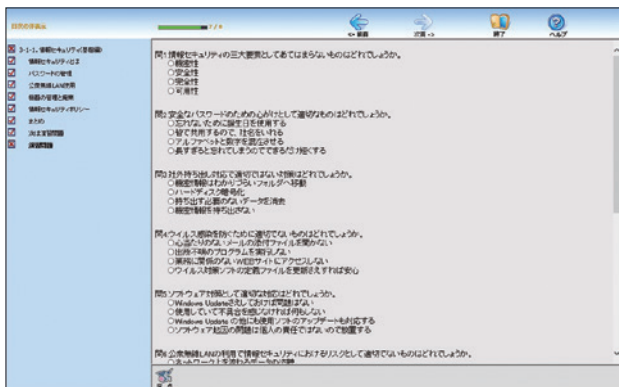 目次の非表示
7 / 8
<- 前頁
次頁 ->
終了
ヘルプ
3-1-1. 情報セキュリティ(基礎編)
情報セキュリティとは
パスワードの管理
公衆無線LAN使用
機器の管理と廃棄
情報セキュリティポリシー
まとめ
演習問題
問1 情報セキュリティの三大要素としてあてはまらないものはどれでしょうか。
○機密性
○安全性
○完全性
○可用性
問2 安全なパスワードのための心がけとして適切なものはどれでしょうか。
○忘れないために誕生日を使用する
○皆で共用するので、社名をいれる
○アルファベットと数字を混在させる
○長すぎると忘れてしまうのでできるだけ短くする
問3 社外持ち出し対応で適切ではない対策はどれでしょうか。
○機密情報はわかりづらいフォルダへ移動
○ハードディスク暗号化
○持ち出す必要のないデータを消去
○機密情報を持ち出さない
問4 ウイルス感染を防ぐために適切でないものはどれでしょうか。
○心当たりのないメールの添付ファイルを開かない
○出所不明のプログラムを実行しない
○業務に関係のないWEBサイトにアクセスしない
○ウイルス対策ソフトの定義ファイルを更新さえすれば安心
問5 ソフトウェア対策として適切な対応はどれでしょうか。
○Windows Updateさえしておけば問題はない
○使用していて不具合を感じなければ何もしない
○Windows Update の他にも使用ソフトのアップデートも対応する
○ソフトウェア起因の問題は個人の責任ではないので放置する
問6 公衆無線LANの利用で情報セキュリティにおけるリスクとして適切でないものはどれでしょうか。